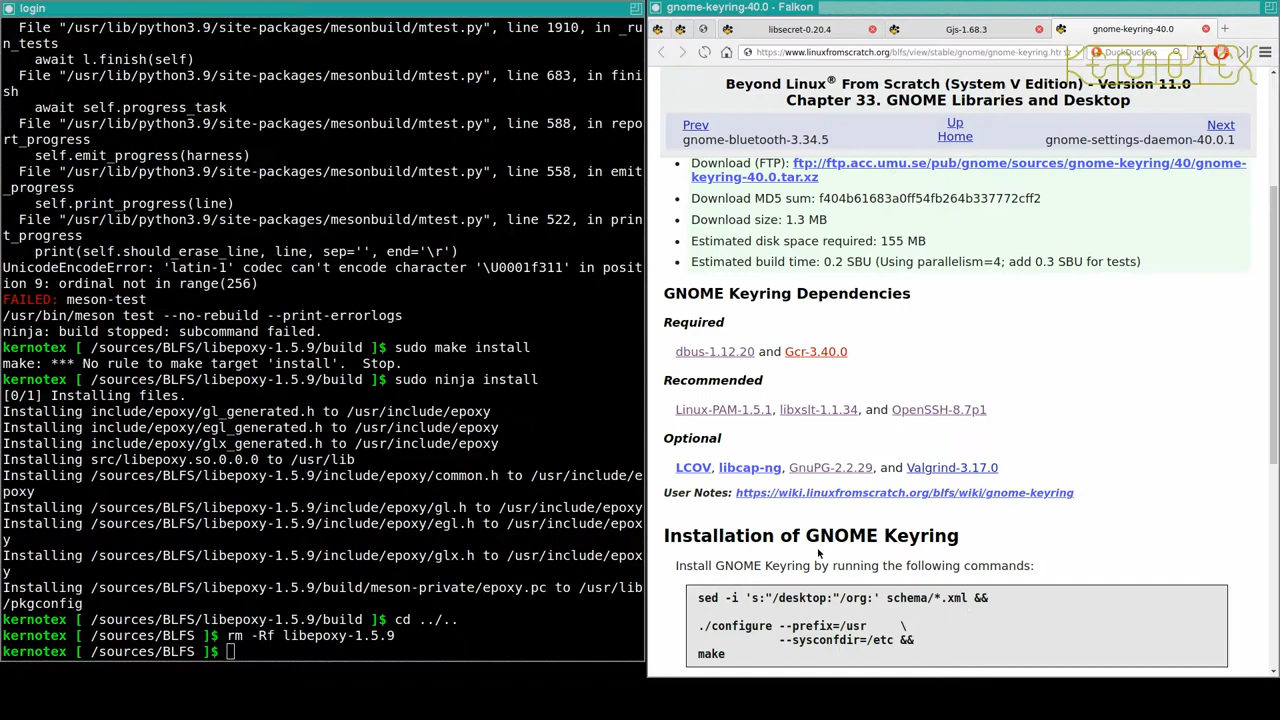 login
File "/usr/lib/python3.9/site-packages/mesonbuild/mtest.py", line 1910, in _ru
n_tests
await l.finish(self)
File "/usr/lib/python3.9/site-packages/mesonbuild/mtest.py", line 683, in fini
sh
await self.progress_task
File "/usr/lib/python3.9/site-packages/mesonbuild/mtest.py", line 588, in repo
rt_progress
self.emit_progress(harness)
File "/usr/lib/python3.9/site-packages/mesonbuild/mtest.py", line 558, in emit
_progress
self.print_progress(line)
File "/usr/lib/python3.9/site-packages/mesonbuild/mtest.py", line 522, in prin
t_progress
print(self.should_erase_line, line, sep='', end='\r')
UnicodeEncodeError: 'latin-1' codec can't encode character '\U0001f311' in posit
ion 9: ordinal not in range(256)
FAILED: meson-test
/usr/bin/meson test --no-rebuild --print-errorlogs
ninja: build stopped: subcommand failed.
kernotex [ /sources/BLFS/libepoxy-1.5.9/build ]$ sudo make install
make: *** No rule to make target 'install'.  Stop.
kernotex [ /sources/BLFS/libepoxy-1.5.9/build ]$ sudo ninja install
[0/1] Installing files.
Installing include/epoxy/gl_generated.h to /usr/include/epoxy
Installing include/epoxy/egl_generated.h to /usr/include/epoxy
Installing include/epoxy/glx_generated.h to /usr/include/epoxy
Installing src/libepoxy.so.0.0.0 to /usr/lib
Installing /sources/BLFS/libepoxy-1.5.9/include/epoxy/common.h to /usr/include/e
poxy
Installing /sources/BLFS/libepoxy-1.5.9/include/epoxy/gl.h to /usr/include/epoxy
Installing /sources/BLFS/libepoxy-1.5.9/include/epoxy/egl.h to /usr/include/epox
y
Installing /sources/BLFS/libepoxy-1.5.9/include/epoxy/glx.h to /usr/include/epox
y
Installing /sources/BLFS/libepoxy-1.5.9/build/meson-private/epoxy.pc to /usr/lib
/pkgconfig
kernotex [ /sources/BLFS/libepoxy-1.5.9/build ]$ cd ../..
kernotex [ /sources/BLFS ]$ rm -Rf libepoxy-1.5.9
kernotex [ /sources/BLFS ]$
gnome-keyring-40.0 - Falkon
libsecret-0.20.4
Gjs-1.68.3
gnome-keyring-40.0
https://www.linuxfromscratch.org/blfs/view/stable/gnome/gnome-keyring.htr
DuckDuckGo
KERNOTEX
Beyond Linux® From Scratch (System V Edition) - Version 11.0
Chapter 33. GNOME Libraries and Desktop
Prev
gnome-bluetooth-3.34.5
Up
Home
Next
gnome-settings-daemon-40.0.1
Download (FTP): ftp://ftp.acc.umu.se/pub/gnome/sources/gnome-keyring/40/gnome-
keyring-40.0.tar.xz
Download MD5 sum: f404b61683a0ff54fb264b337772cff2
Download size: 1.3 MB
Estimated disk space required: 155 MB
Estimated build time: 0.2 SBU (Using parallelism=4; add 0.3 SBU for tests)
GNOME Keyring Dependencies
Required
dbus-1.12.20 and Gcr-3.40.0
Recommended
Linux-PAM-1.5.1, libxslt-1.1.34, and OpenSSH-8.7p1
Optional
LCOV, libcap-ng, GnuPG-2.2.29, and Valgrind-3.17.0
User Notes: https://wiki.linuxfromscratch.org/blfs/wiki/gnome-keyring
Installation of GNOME Keyring
Install GNOME Keyring by running the following commands:
sed -i 's:"/desktop:"/org:' schema/*.xml &&
./configure --prefix=/usr \
--sysconfdir=/etc &&
make